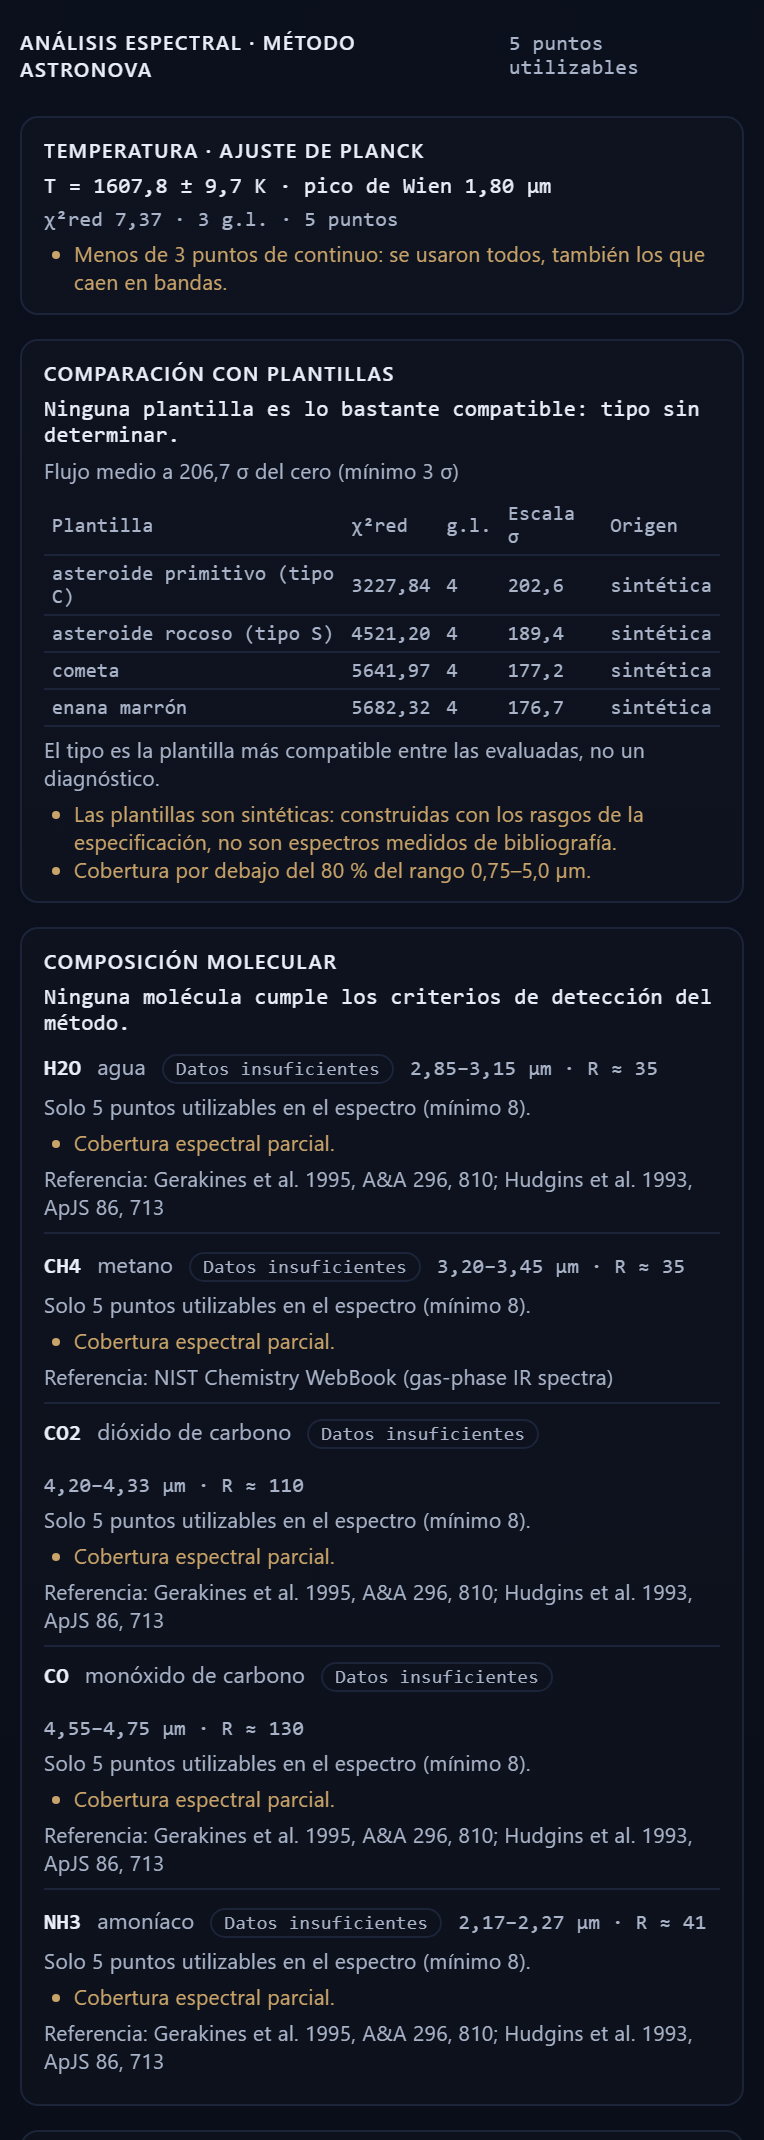 ANÁLISIS ESPECTRAL · MÉTODO
ASTRONOVA
5 puntos
utilizables
TEMPERATURA · AJUSTE DE PLANCK
T = 1607,8 ± 9,7 K · pico de Wien 1,80 µm
χ²red 7,37 · 3 g.l. · 5 puntos
• Menos de 3 puntos de continuo: se usaron todos, también los que
caen en bandas.
COMPARACIÓN CON PLANTILLAS
Ninguna plantilla es lo bastante compatible: tipo sin
determinar.
Flujo medio a 206,7 σ del cero (mínimo 3 σ)
Plantilla χ²red g.l. Escala σ Origen
asteroide primitivo (tipo C) 3227,84 4 202,6 sintética
asteroide rocoso (tipo S) 4521,20 4 189,4 sintética
cometa 5641,97 4 177,2 sintética
enana marrón 5682,32 4 176,7 sintética
El tipo es la plantilla más compatible entre las evaluadas, no un
diagnóstico.
• Las plantillas son sintéticas: construidas con los rasgos de la
especificación, no son espectros medidos de bibliografía.
• Cobertura por debajo del 80 % del rango 0,75–5,0 µm.
COMPOSICIÓN MOLECULAR
Ninguna molécula cumple los criterios de detección del
método.
H2O agua Datos insuficientes 2,85–3,15 µm · R ≈ 35
Solo 5 puntos utilizables en el espectro (mínimo 8).
• Cobertura espectral parcial.
Referencia: Gerakines et al. 1995, A&A 296, 810; Hudgins et al. 1993,
ApJS 86, 713
CH4 metano Datos insuficientes 3,20–3,45 µm · R ≈ 35
Solo 5 puntos utilizables en el espectro (mínimo 8).
• Cobertura espectral parcial.
Referencia: NIST Chemistry WebBook (gas-phase IR spectra)
CO2 dióxido de carbono Datos insuficientes
4,20–4,33 µm · R ≈ 110
Solo 5 puntos utilizables en el espectro (mínimo 8).
• Cobertura espectral parcial.
Referencia: Gerakines et al. 1995, A&A 296, 810; Hudgins et al. 1993,
ApJS 86, 713
CO monóxido de carbono Datos insuficientes
4,55–4,75 µm · R ≈ 130
Solo 5 puntos utilizables en el espectro (mínimo 8).
• Cobertura espectral parcial.
Referencia: Gerakines et al. 1995, A&A 296, 810; Hudgins et al. 1993,
ApJS 86, 713
NH3 amoníaco Datos insuficientes 2,17–2,27 µm · R ≈ 41
Solo 5 puntos utilizables en el espectro (mínimo 8).
• Cobertura espectral parcial.
Referencia: Gerakines et al. 1995, A&A 296, 810; Hudgins et al. 1993,
ApJS 86, 713